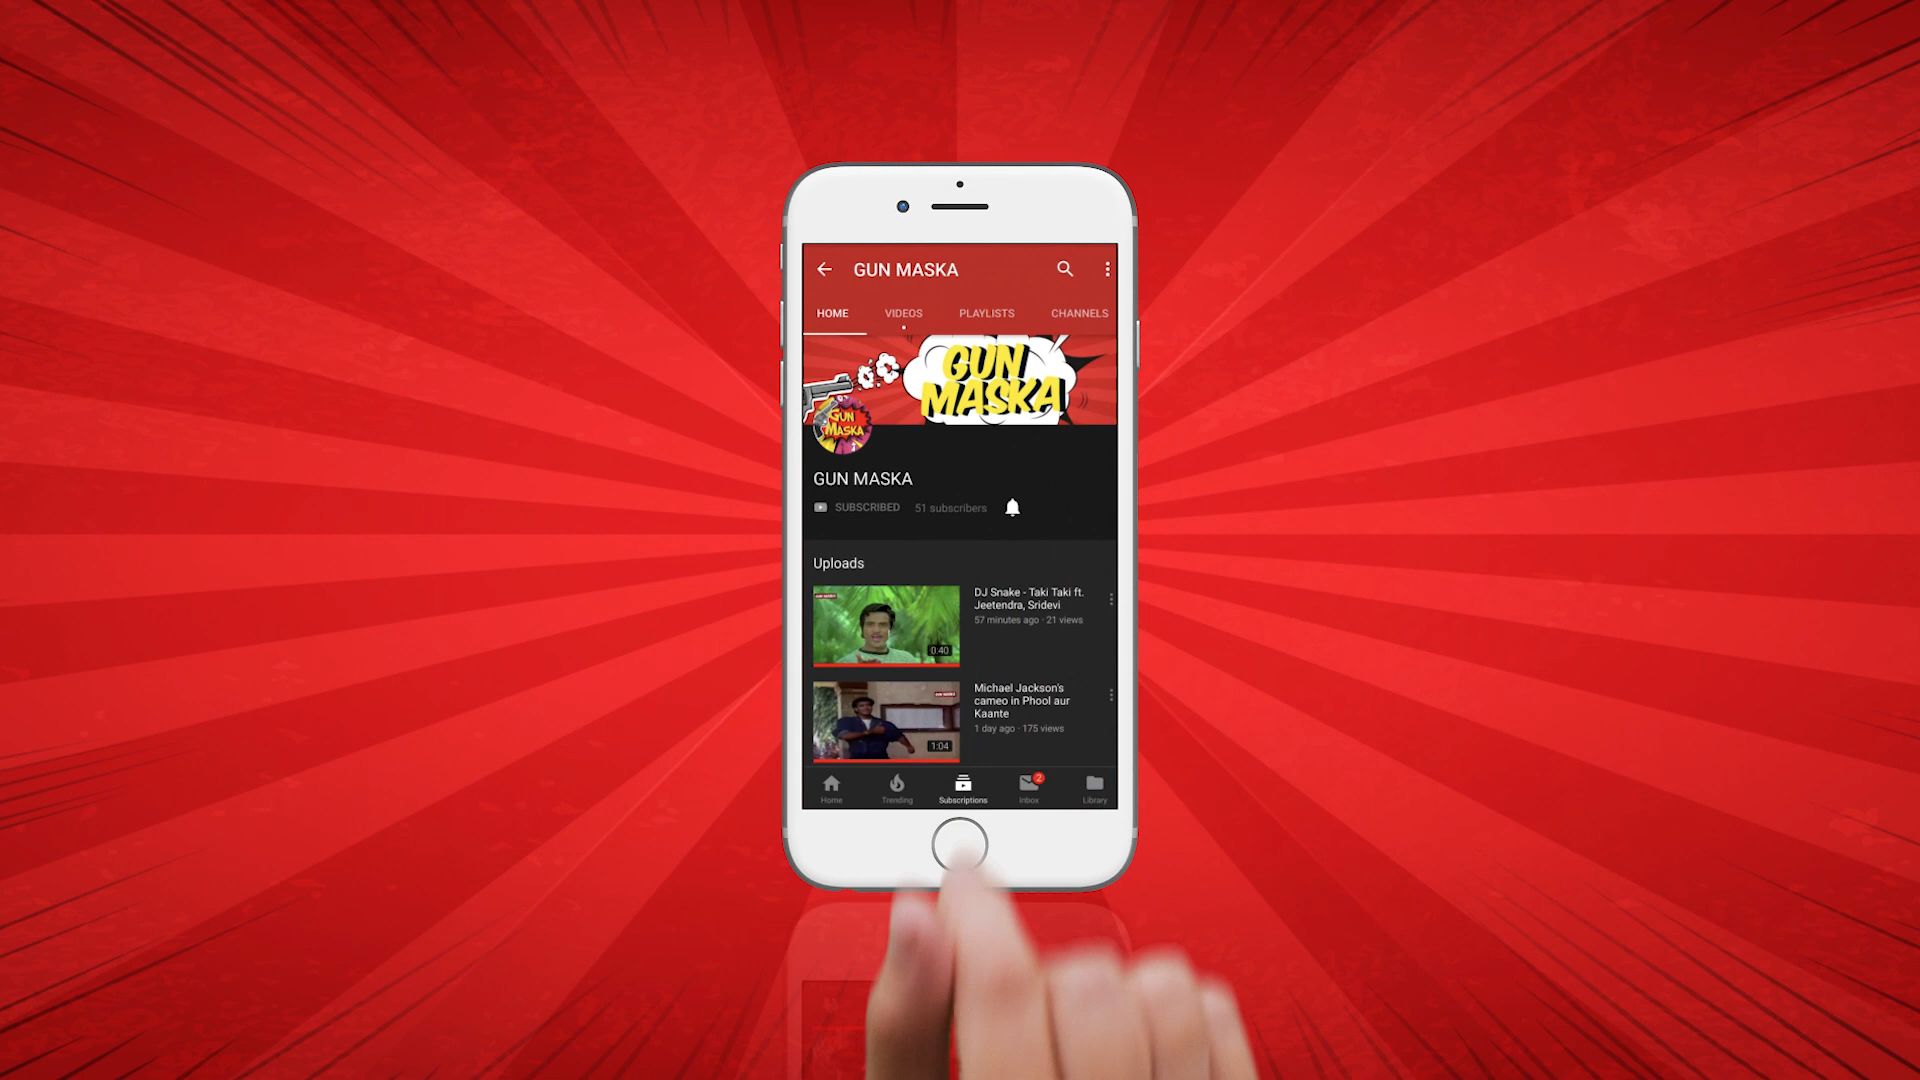 GUN MASKA
HOME VIDEOS PLAYLISTS CHANNELS
GUN
MASKA
GUN
MASKA
GUN MASKA
SUBSCRIBED 51 subscribers
Uploads
DJ Snake - Taki Taki ft.
Jeetendra, Sridevi
57 minutes ago · 21 views
0:40
Michael Jackson's
cameo in Phool aur
Kaante
1 day ago · 175 views
1:04
2
Home Trending Subscriptions Inbox Library